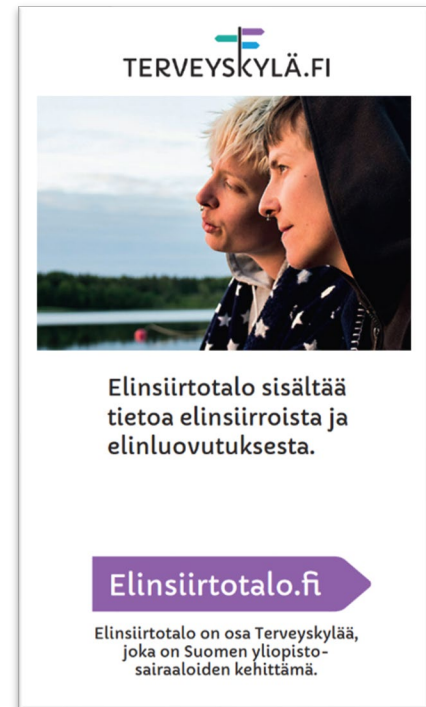 TERVEYSKYLÄ.FI
Elinsiirtotalo sisältää
tietoa elinsiirroista ja
elinluovutuksesta.
Elinsiirtotalo.fi
Elinsiirtotalo on osa Terveyskylää,
joka on Suomen yliopisto-
sairaaloiden kehittämä.